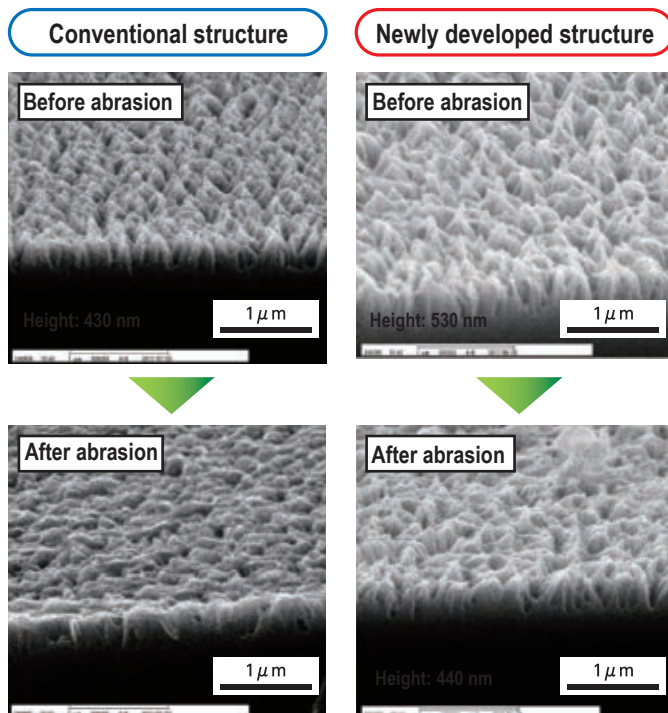 Conventional structure
Newly developed structure
Before abrasion
Before abrasion
Height: 430 nm
1 μm
Height: 530 nm
1 μm
After abrasion
After abrasion
1 μm
Height: 440 nm
1 μm